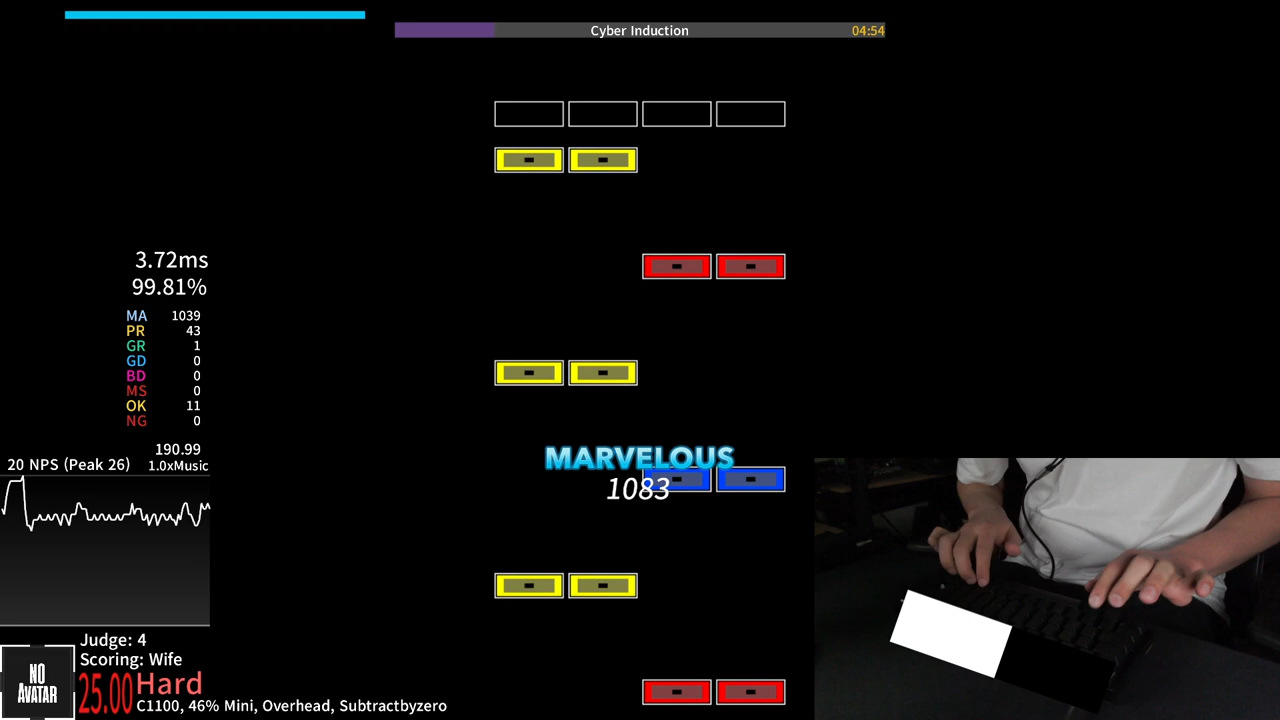 Cyber Induction 04:54
3.72ms
99.81%
MA 1039
PR 43
GR 1
GD 0
BD 0
MS 0
OK 11
NG 0
190.99
20 NPS (Peak 26) 1.0xMusic
MARVELOUS
1083
Judge: 4
Scoring: Wife
NO
AVATAR
25.00 Hard
C1100, 46% Mini, Overhead, Subtractbyzero